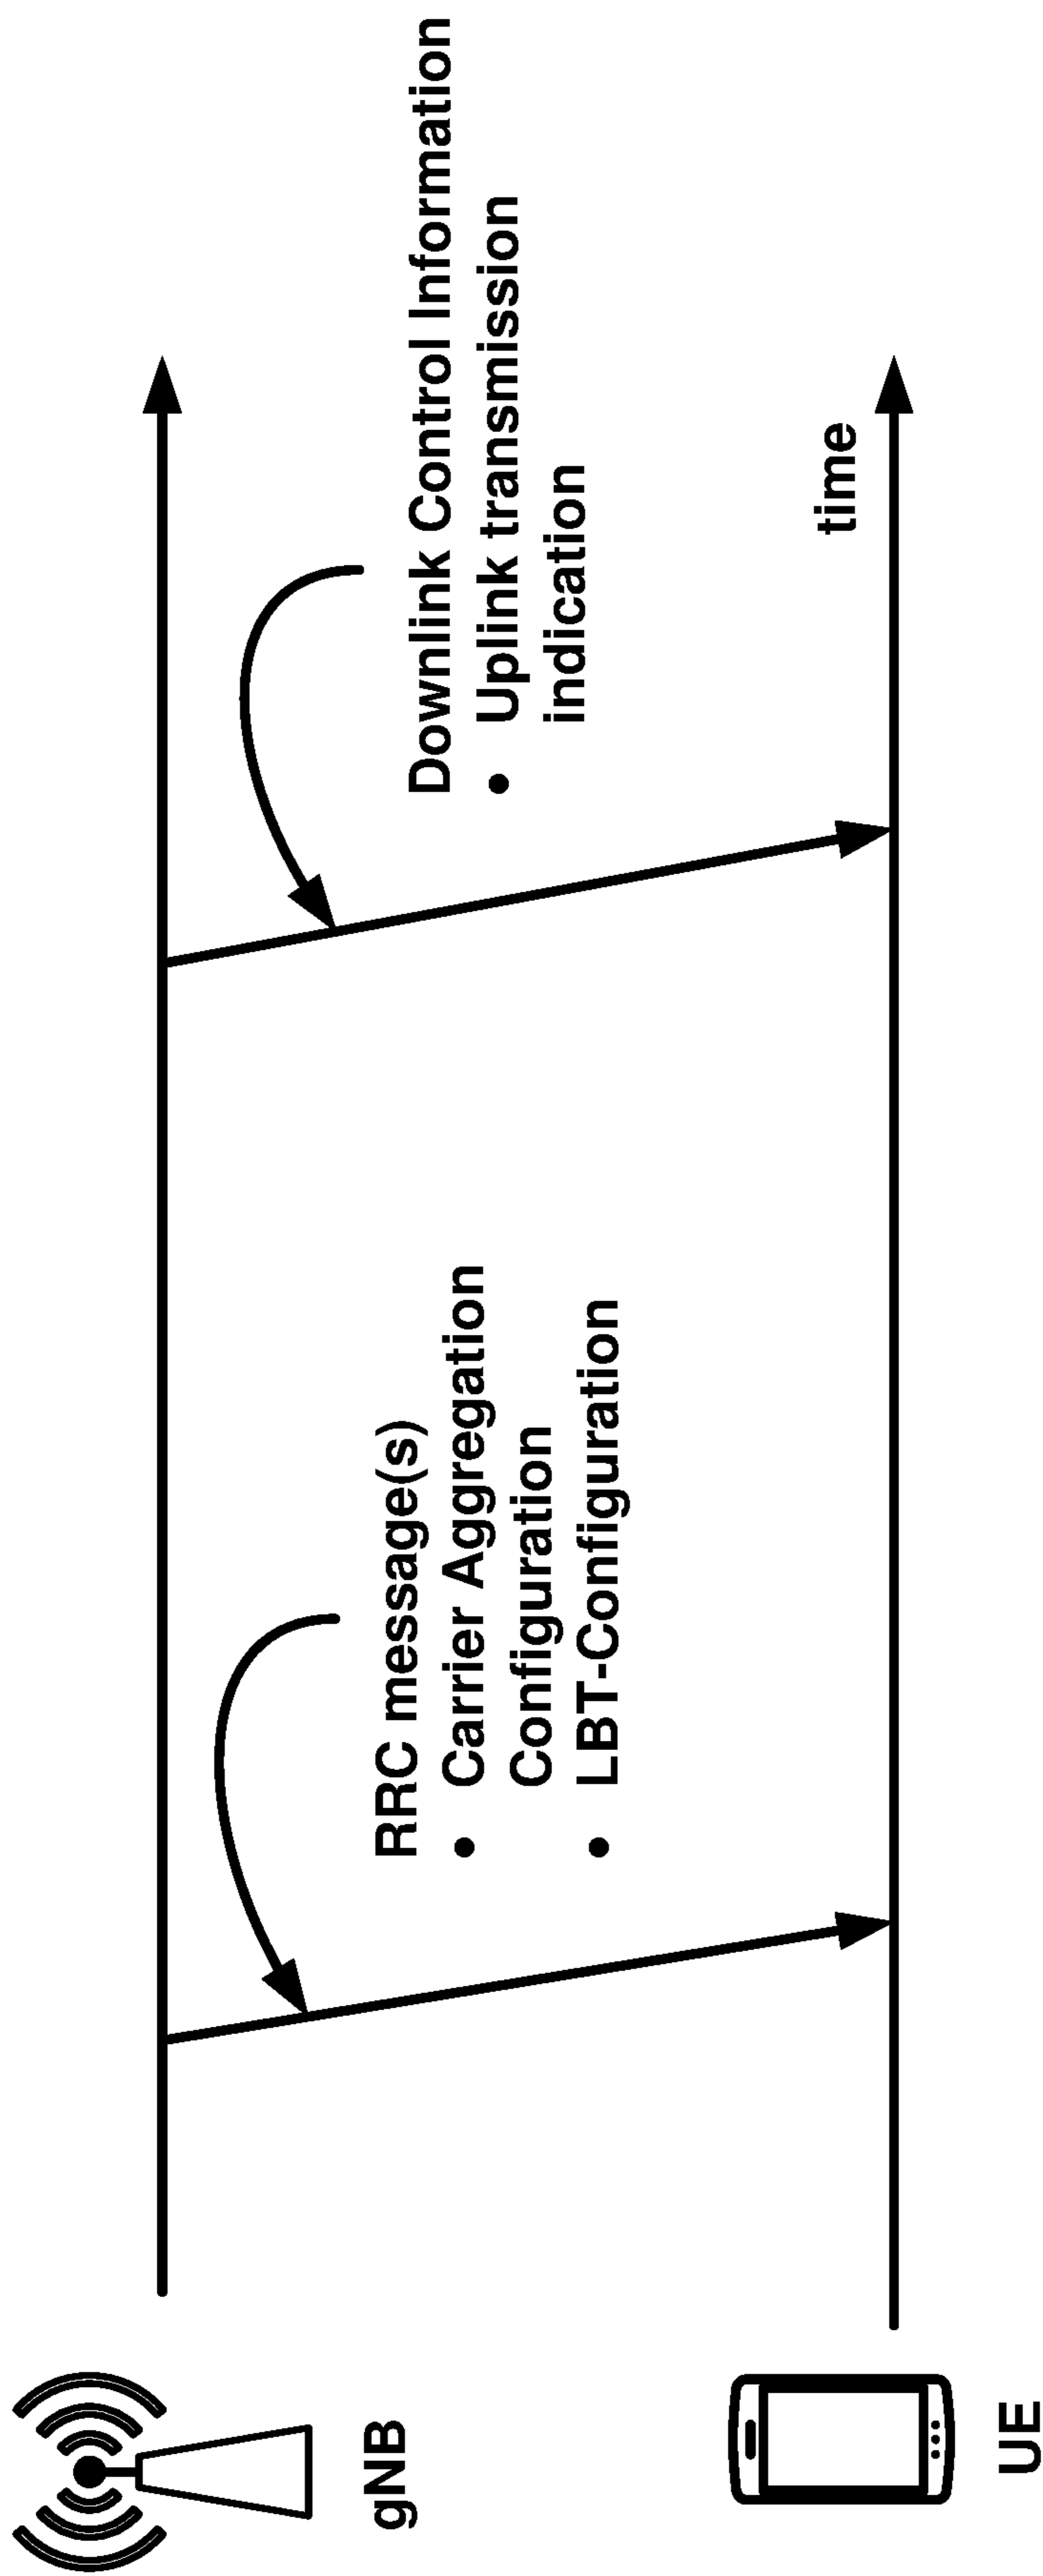 gNB
RRC message(s)
• Carrier Aggregation
Configuration
• LBT-Configuration
Downlink Control Information
• Uplink transmission
indication
time
UE